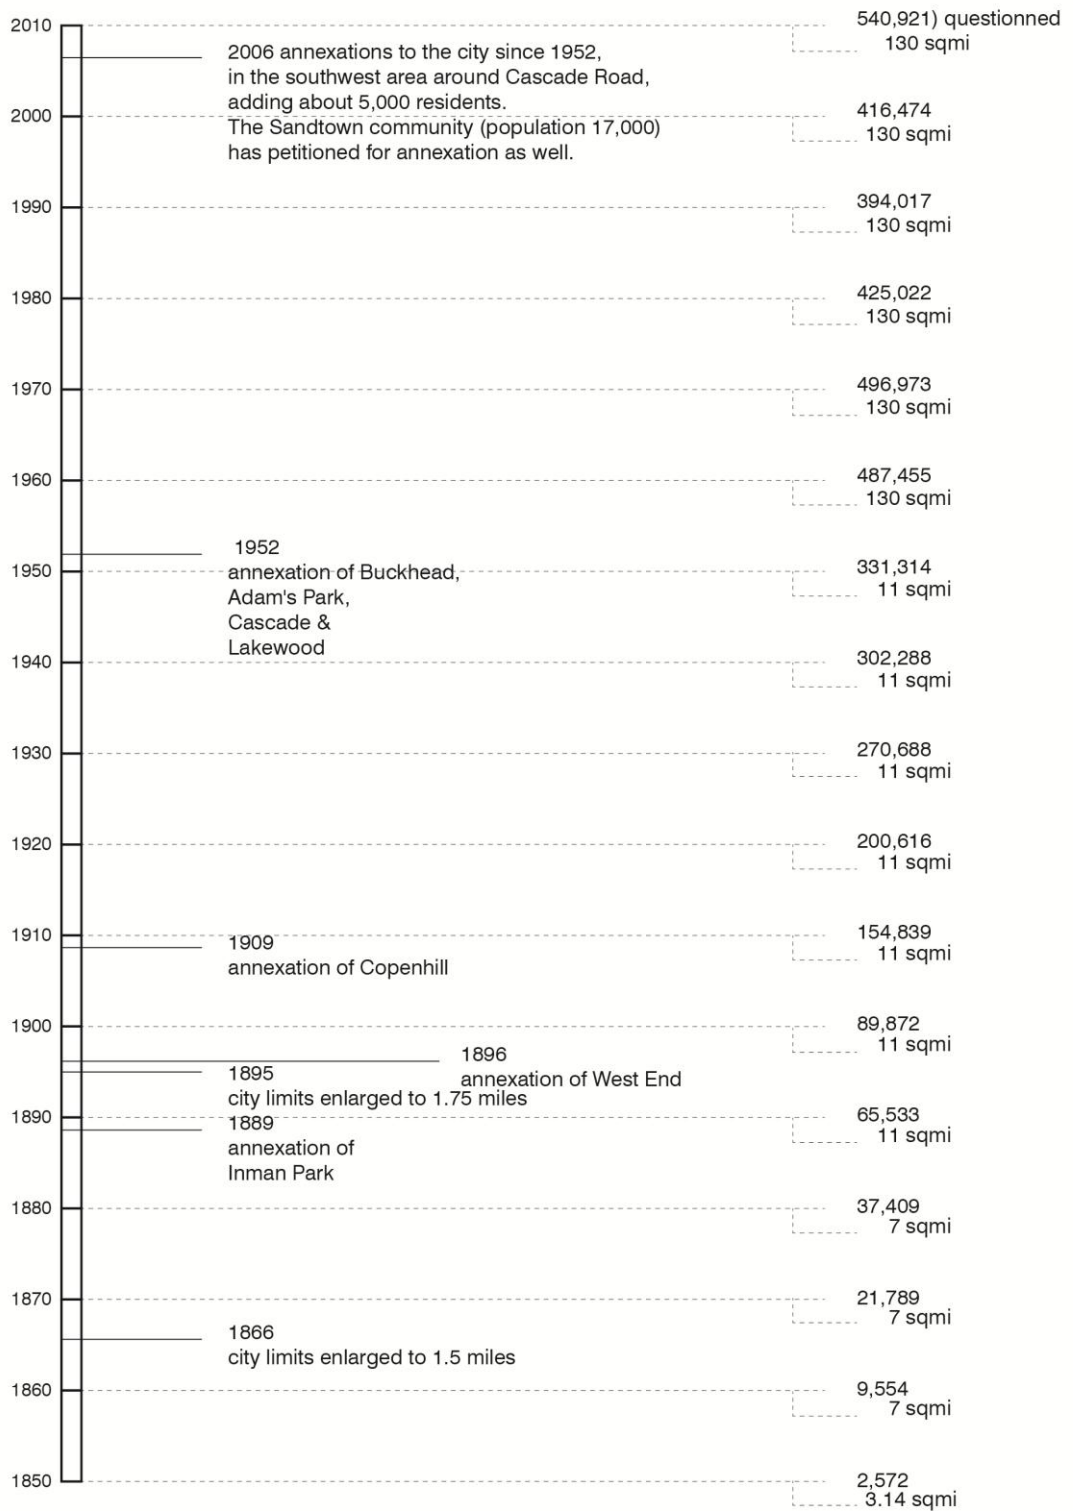 2010
540,921) questionned
130 sqmi
2006 annexations to the city since 1952,
in the southwest area around Cascade Road,
adding about 5,000 residents.
The Sandtown community (population 17,000)
has petitioned for annexation as well.
2000
416,474
130 sqmi
1990
394,017
130 sqmi
1980
425,022
130 sqmi
1970
496,973
130 sqmi
1960
487,455
130 sqmi
1952
annexation of Buckhead,
Adam's Park,
Cascade &
Lakewood
1950
331,314
11 sqmi
1940
302,288
11 sqmi
1930
270,688
11 sqmi
1920
200,616
11 sqmi
1910
154,839
11 sqmi
1909
annexation of Copenhill
1900
89,872
11 sqmi
1896
annexation of West End
1895
city limits enlarged to 1.75 miles
1890
65,533
11 sqmi
1889
annexation of
Inman Park
1880
37,409
7 sqmi
1870
21,789
7 sqmi
1866
city limits enlarged to 1.5 miles
1860
9,554
7 sqmi
1850
2,572
3.14 sqmi